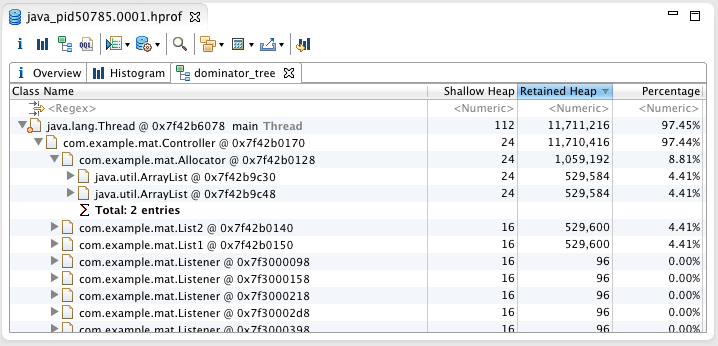 java_pid50785.0001.hprof
i OQL
i Overview Histogram dominator_tree
Class Name Shallow Heap Retained Heap Percentage
<Regex> <Numeric> <Numeric> <Numeric>
java.lang.Thread @ 0x7f42b6078 main Thread 112 11,711,216 97.45%
com.example.mat.Controller @ 0x7f42b0170 24 11,710,416 97.44%
com.example.mat.Allocator @ 0x7f42b0128 24 1,059,192 8.81%
java.util.ArrayList @ 0x7f42b9c30 24 529,584 4.41%
java.util.ArrayList @ 0x7f42b9c48 24 529,584 4.41%
Σ Total: 2 entries
com.example.mat.List2 @ 0x7f42b0140 16 529,600 4.41%
com.example.mat.List1 @ 0x7f42b0150 16 529,600 4.41%
com.example.mat.Listener @ 0x7f3000098 16 96 0.00%
com.example.mat.Listener @ 0x7f3000158 16 96 0.00%
com.example.mat.Listener @ 0x7f3000218 16 96 0.00%
com.example.mat.Listener @ 0x7f30002d8 16 96 0.00%
com.example.mat.Listener @ 0x7f3000398 16 96 0.00%